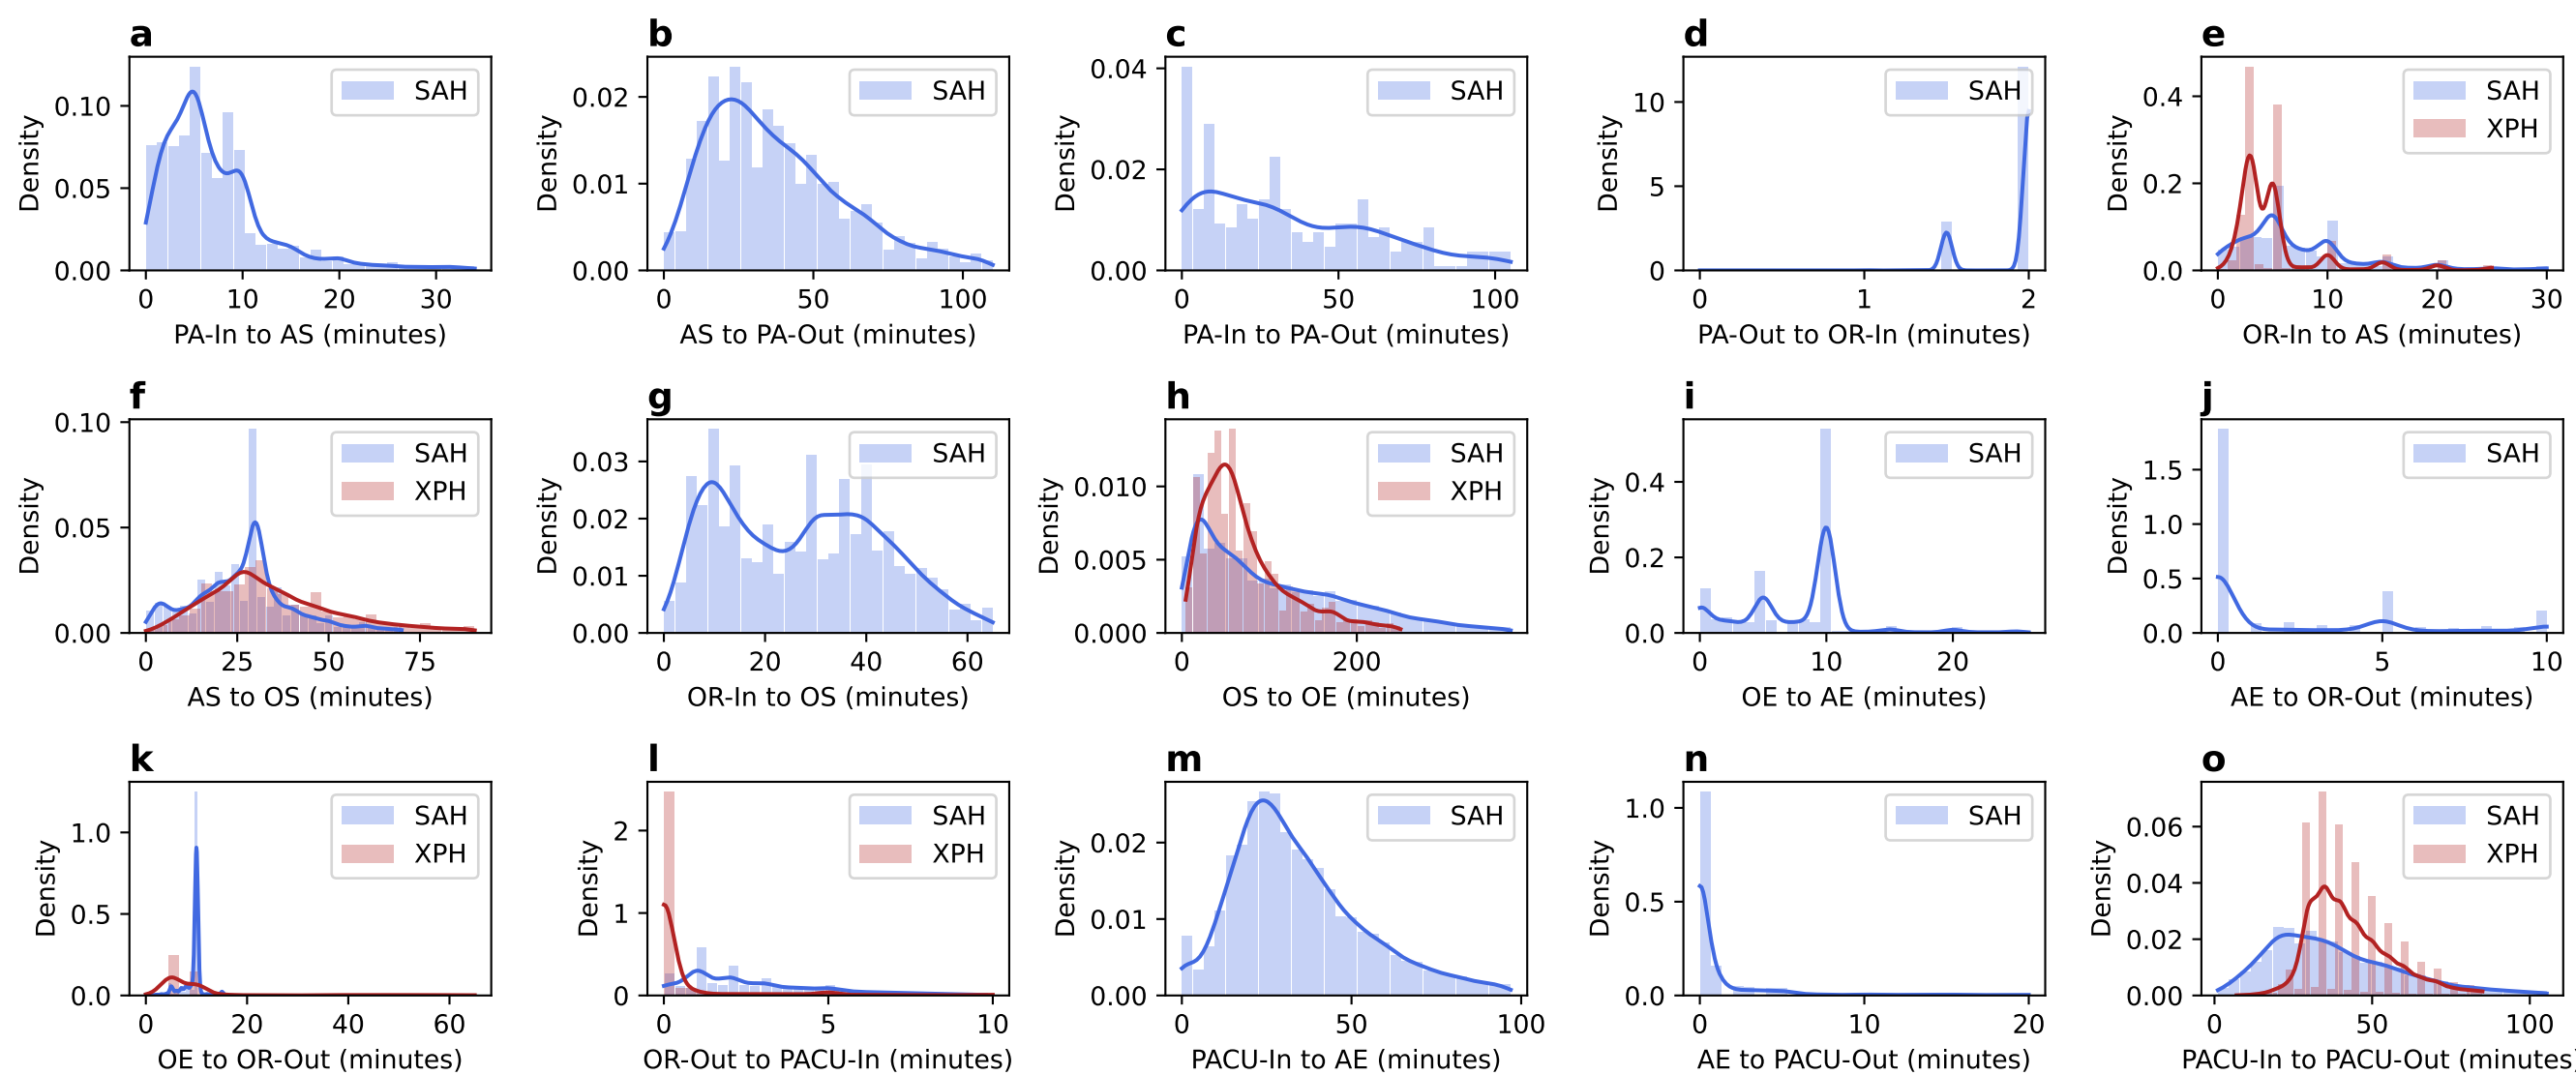 a
SAH
0.10
0.05
0.00
Density
0 10 20 30
PA-In to AS (minutes)
b
SAH
0.02
0.01
0.00
Density
0 50 100
AS to PA-Out (minutes)
c
SAH
0.04
0.02
0.00
Density
0 50 100
PA-In to PA-Out (minutes)
d
SAH
10
5
0
Density
0 1 2
PA-Out to OR-In (minutes)
e
SAH
XPH
0.4
0.2
0.0
Density
0 10 20 30
OR-In to AS (minutes)
f
SAH
XPH
0.10
0.05
0.00
Density
0 25 50 75
AS to OS (minutes)
g
SAH
0.03
0.02
0.01
0.00
Density
0 20 40 60
OR-In to OS (minutes)
h
SAH
XPH
0.010
0.005
0.000
Density
0 200
OS to OE (minutes)
i
SAH
0.4
0.2
0.0
Density
0 10 20
OE to AE (minutes)
j
SAH
1.5
1.0
0.5
0.0
Density
0 5 10
AE to OR-Out (minutes)
k
SAH
XPH
1.0
0.5
0.0
Density
0 20 40 60
OE to OR-Out (minutes)
l
SAH
XPH
2
1
0
Density
0 5 10
OR-Out to PACU-In (minutes)
m
SAH
0.02
0.01
0.00
Density
0 50 100
PACU-In to AE (minutes)
n
SAH
1.0
0.5
0.0
Density
0 10 20
AE to PACU-Out (minutes)
o
SAH
XPH
0.06
0.04
0.02
0.00
Density
0 50 100
PACU-In to PACU-Out (minutes)